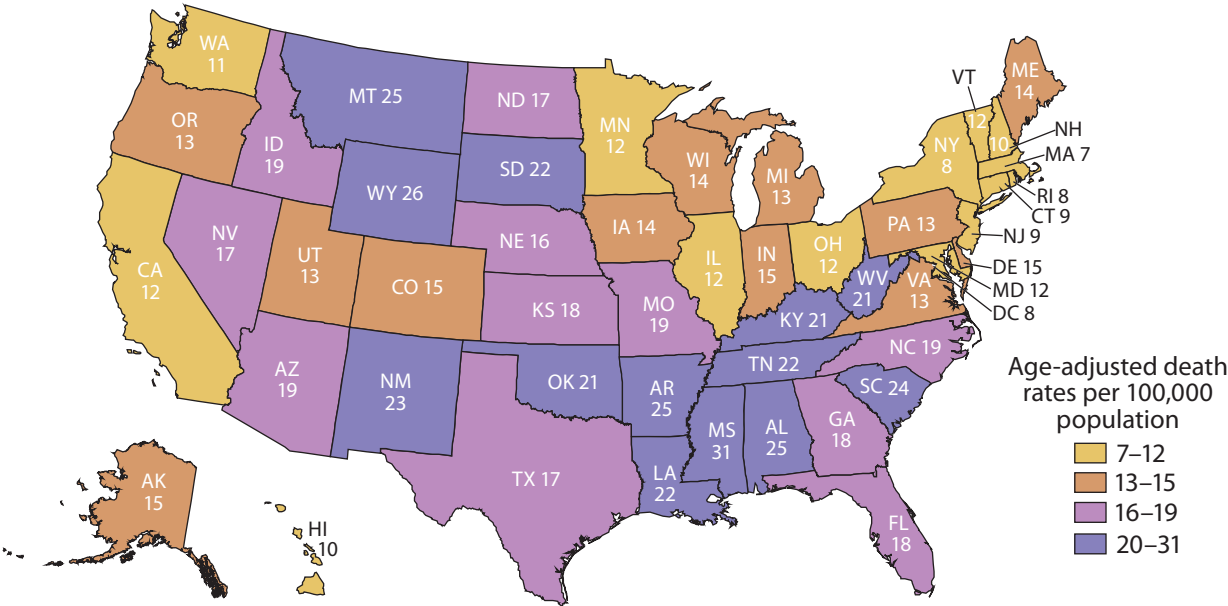 WA
11
OR
13
CA
12
ID
19
NV
17
MT 25
WY 26
UT
13
CO 15
AZ
19
NM
23
ND 17
SD 22
NE 16
KS 18
OK 21
TX 17
MN
12
IA 14
MO
19
AR
25
LA
22
WI
14
IL
12
MI
13
IN
15
OH
12
KY 21
TN 22
MS
31
AL
25
GA
18
FL
18
SC 24
NC 19
WV
21
VA
13
PA 13
NY
8
VT
12
ME
14
10
NH
MA 7
RI 8
CT 9
NJ 9
DE 15
MD 12
DC 8
AK
15
HI
10
Age-adjusted death
rates per 100,000
population
7–12
13–15
16–19
20–31